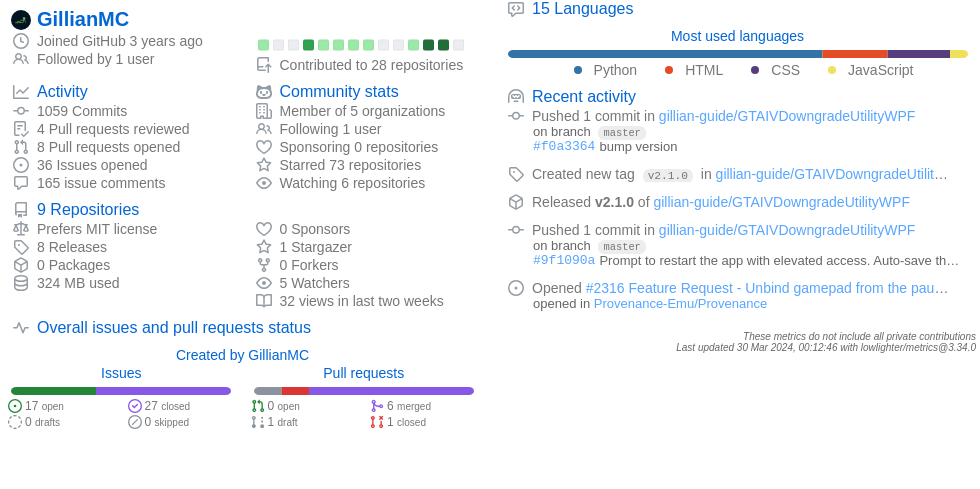 GillianMC
Joined GitHub 3 years ago
Followed by 1 user
Contributed to 28 repositories
Activity
1059 Commits
4 Pull requests reviewed
8 Pull requests opened
36 Issues opened
165 issue comments
Community stats
Member of 5 organizations
Following 1 user
Sponsoring 0 repositories
Starred 73 repositories
Watching 6 repositories
9 Repositories
Prefers MIT license
8 Releases
0 Packages
324 MB used
0 Sponsors
1 Stargazer
0 Forkers
5 Watchers
32 views in last two weeks
Overall issues and pull requests status
Created by GillianMC
Issues
17 open
27 closed
0 drafts
0 skipped
Pull requests
0 open
6 merged
1 draft
1 closed
15 Languages
Most used languages
Python HTML CSS JavaScript
Recent activity
Pushed 1 commit in gillian-guide/GTAIVDowngradeUtilityWPF
on branch master
#f0a3364 bump version
Created new tag v2.1.0 in gillian-guide/GTAIVDowngradeUtilit…
Released v2.1.0 of gillian-guide/GTAIVDowngradeUtilityWPF
Pushed 1 commit in gillian-guide/GTAIVDowngradeUtilityWPF
on branch master
#9f1090a Prompt to restart the app with elevated access. Auto-save th…
Opened #2316 Feature Request - Unbind gamepad from the pau…
opened in Provenance-Emu/Provenance
These metrics do not include all private contributions
Last updated 30 Mar 2024, 00:12:46 with lowlighter/metrics@3.34.0